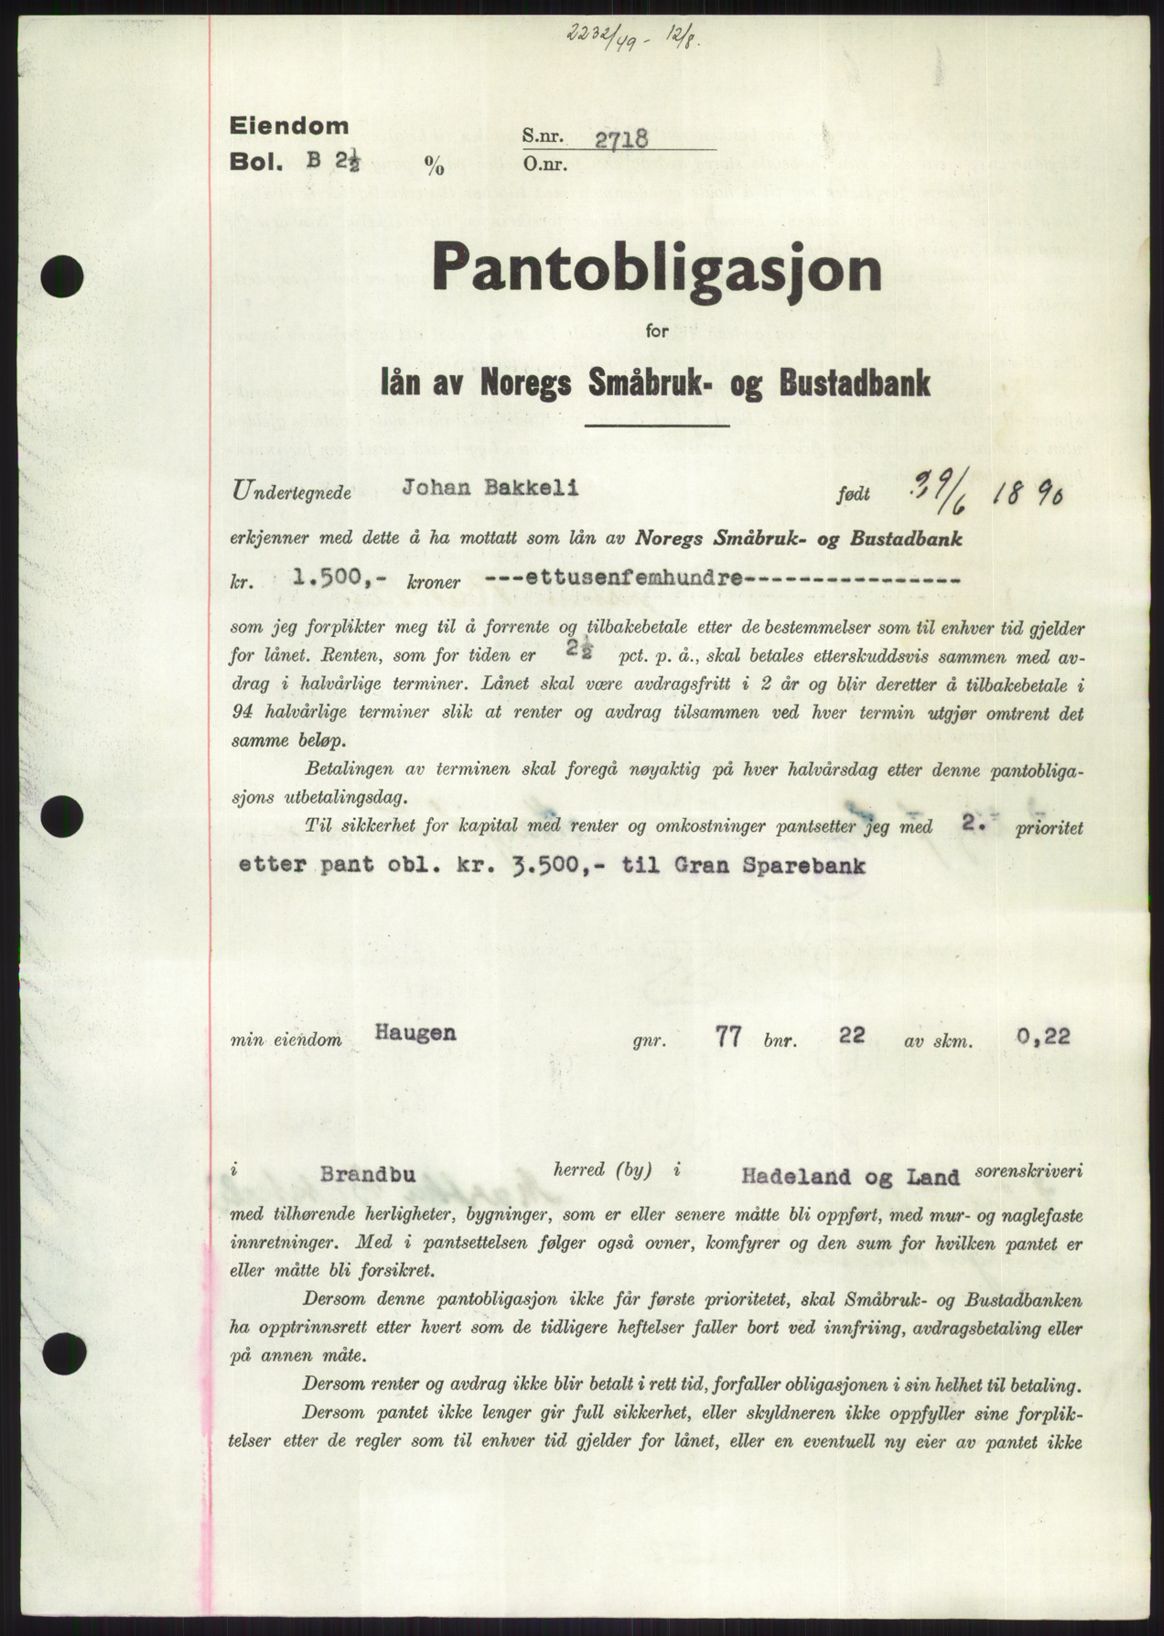 2232/49 - 12/8.
Eiendom
Bol. B 2½ %
S.nr. 2718
O.nr.
Pantobligasjon
for
lån av Noregs Småbruk- og Bustadbank
Undertegnede Johan Bakkeli født 29/6 1890
erkjenner med dette å ha mottatt som lån av Noregs Småbruk- og Bustadbank
kr. 1.500,- kroner ---ettusenfemhundre----------------
som jeg forplikter meg til å forrente og tilbakebetale etter de bestemmelser som til enhver tid gjelder
for lånet. Renten, som for tiden er 2½ pct. p. å., skal betales etterskuddsvis sammen med av-
drag i halvårlige terminer. Lånet skal være avdragsfritt i 2 år og blir deretter å tilbakebetale i
94 halvårlige terminer slik at renter og avdrag tilsammen ved hver termin utgjør omtrent det
samme beløp.
Betalingen av terminen skal foregå nøyaktig på hver halvårsdag etter denne pantobliga-
sjons utbetalingsdag.
Til sikkerhet for kapital med renter og omkostninger pantsetter jeg med 2. prioritet
etter pant obl. kr. 3.500,- til Gran Sparebank
min eiendom Haugen gnr. 77 bnr. 22 av skm. 0,22
i Brandbu herred (by) i Hadeland og Land sorenskriveri
med tilhørende herligheter, bygninger, som er eller senere måtte bli oppført, med mur- og naglefaste
innretninger. Med i pantsettelsen følger også ovner, komfyrer og den sum for hvilken pantet er
eller måtte bli forsikret.
Dersom denne pantobligasjon ikke får første prioritetet, skal Småbruk- og Bustadbanken
ha opptrinnsrett etter hvert som de tidligere heftelser faller bort ved innfriing, avdragsbetaling eller
på annen måte.
Dersom renter og avdrag ikke blir betalt i rett tid, forfaller obligasjonen i sin helhet til betaling.
Dersom pantet ikke lenger gir full sikkerhet, eller skyldneren ikke oppfyller sine forplik-
telser etter de regler som til enhver tid gjelder for lånet, eller en eventuell ny eier av pantet ikke